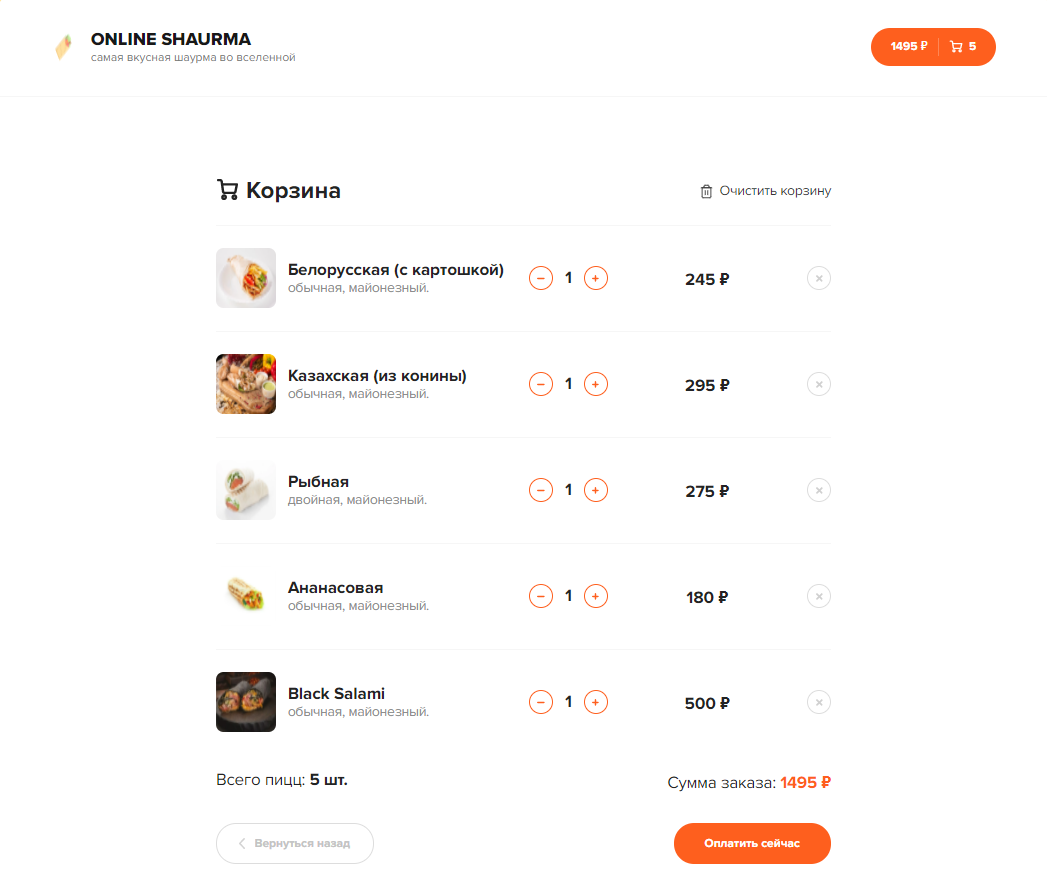 ONLINE SHAURMA
самая вкусная шаурма во вселенной
1495 ₽ 5
Корзина
Очистить корзину
Белорусская (с картошкой)
обычная, майонезный.
− 1 +
245 ₽
×
Казахская (из конины)
обычная, майонезный.
− 1 +
295 ₽
×
Рыбная
двойная, майонезный.
− 1 +
275 ₽
×
Ананасовая
обычная, майонезный.
− 1 +
180 ₽
×
Black Salami
обычная, майонезный.
− 1 +
500 ₽
×
Всего пицц: 5 шт.
Сумма заказа: 1495 ₽
Вернуться назад
Оплатить сейчас